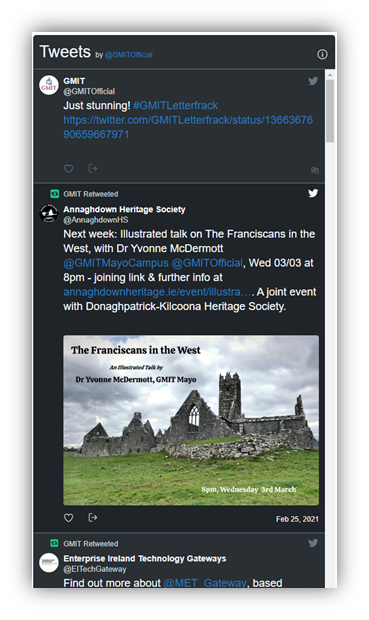 Tweets by @GMITOfficial
GMIT
GMIT
@GMITOfficial
Just stunning! #GMITLetterfrack
https://twitter.com/GMITLetterfrack/status/13663676
90659667971
GMIT Retweeted
Annaghdown Heritage Society
@AnnaghdownHS
Next week: Illustrated talk on The Franciscans in the
West, with Dr Yvonne McDermott
@GMITMayoCampus @GMITOfficial, Wed 03/03 at
8pm - joining link & further info at
annaghdownheritage.ie/event/illustra…. A joint event
with Donaghpatrick-Kilcoona Heritage Society.
The Franciscans in the West
An Illustrated Talk by
Dr Yvonne McDermott, GMIT Mayo
8pm, Wednesday 3rd March
Feb 25, 2021
GMIT Retweeted
Enterprise Ireland Technology Gateways
@EITechGateway
Find out more about @MET_Gateway, based